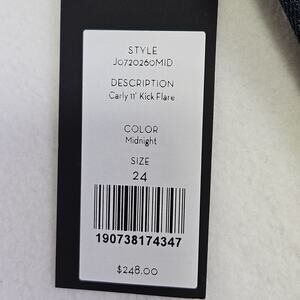 STYLE
J0720260MID
DESCRIPTION
Carly 11" Kick Flare
COLOR
Midnight
SIZE
24
190738174347
$248.00